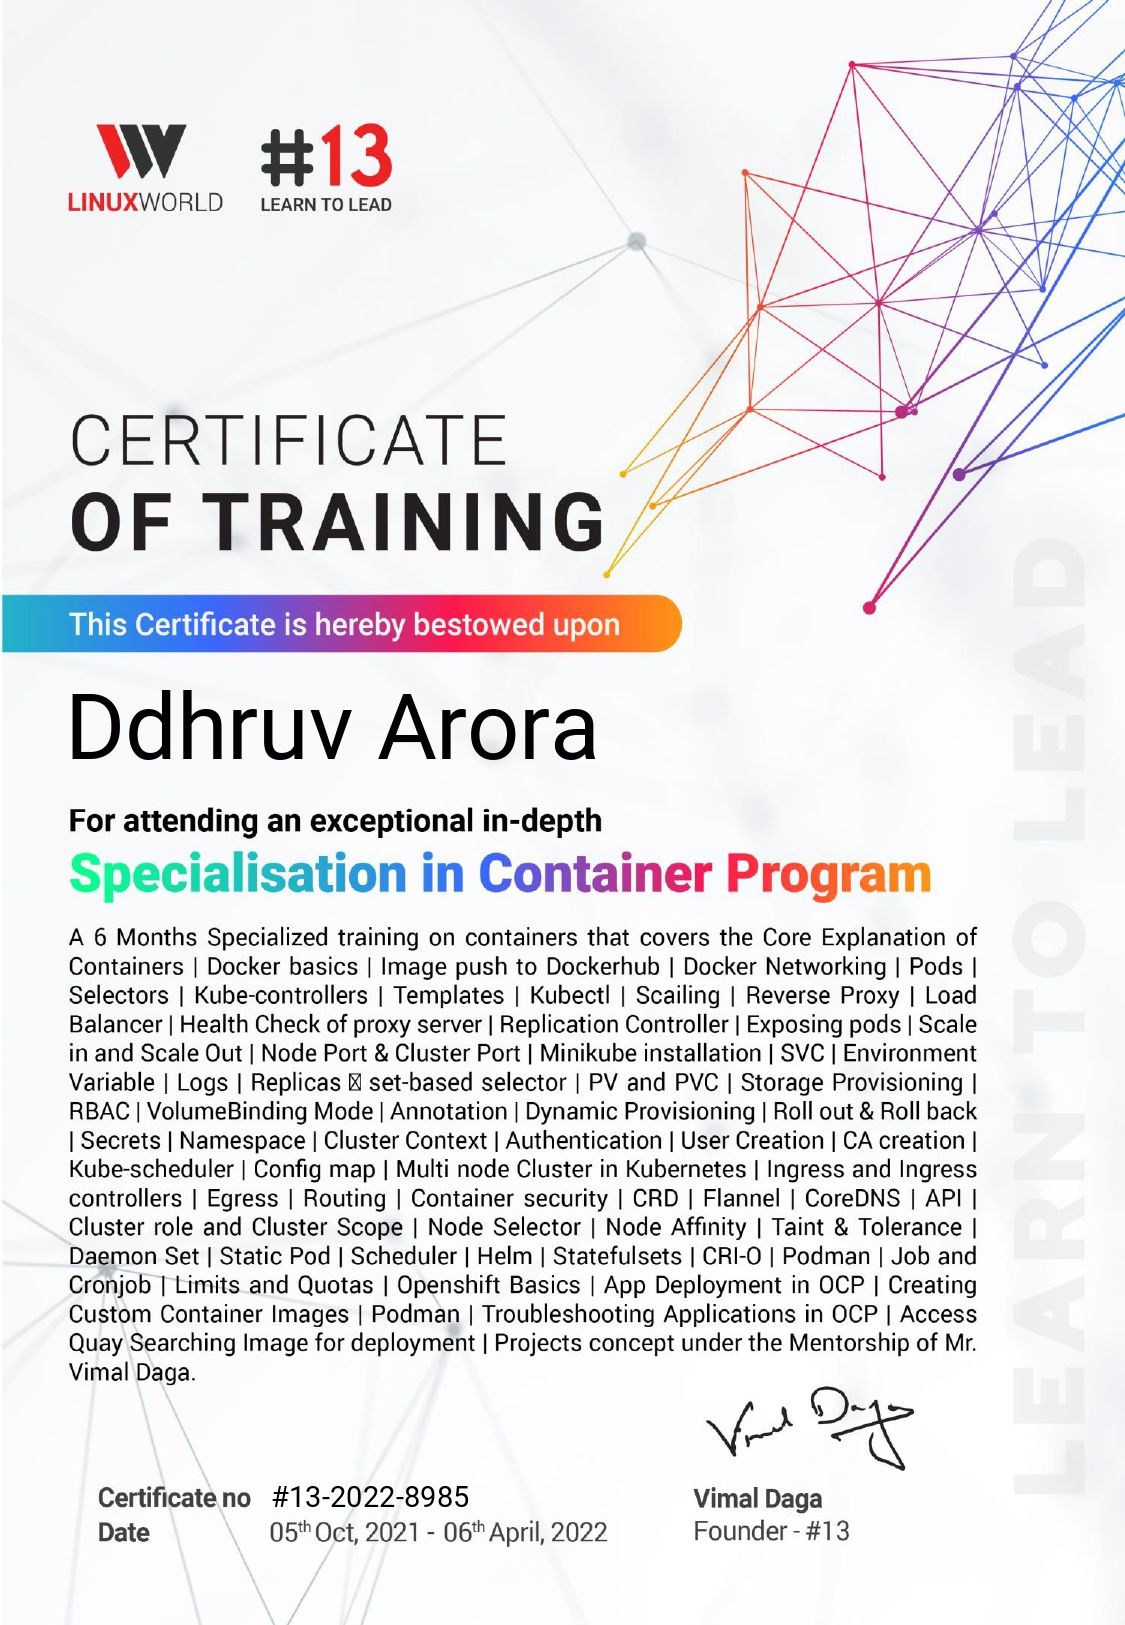 LINUXWORLD
#13
LEARN TO LEAD
CERTIFICATE
OF TRAINING
This Certificate is hereby bestowed upon
Ddhruv Arora
For attending an exceptional in-depth
Specialisation in Container Program
A 6 Months Specialized training on containers that covers the Core Explanation of
Containers | Docker basics | Image push to Dockerhub | Docker Networking | Pods |
Selectors | Kube-controllers | Templates | Kubectl | Scailing | Reverse Proxy | Load
Balancer | Health Check of proxy server | Replication Controller | Exposing pods | Scale
in and Scale Out | Node Port & Cluster Port | Minikube installation | SVC | Environment
Variable | Logs | Replicas  set-based selector | PV and PVC | Storage Provisioning |
RBAC | VolumeBinding Mode | Annotation | Dynamic Provisioning | Roll out & Roll back
| Secrets | Namespace | Cluster Context | Authentication | User Creation | CA creation |
Kube-scheduler | Config map | Multi node Cluster in Kubernetes | Ingress and Ingress
controllers | Egress | Routing | Container security | CRD | Flannel | CoreDNS | API |
Cluster role and Cluster Scope | Node Selector | Node Affinity | Taint & Tolerance |
Daemon Set | Static Pod | Scheduler | Helm | Statefulsets | CRI-O | Podman | Job and
Cronjob | Limits and Quotas | Openshift Basics | App Deployment in OCP | Creating
Custom Container Images | Podman | Troubleshooting Applications in OCP | Access
Quay Searching Image for deployment | Projects concept under the Mentorship of Mr.
Vimal Daga.
Vimal Daga
Certificate no #13-2022-8985
Date 05th Oct, 2021 - 06th April, 2022
Vimal Daga
Founder - #13
LEARN TO LEAD